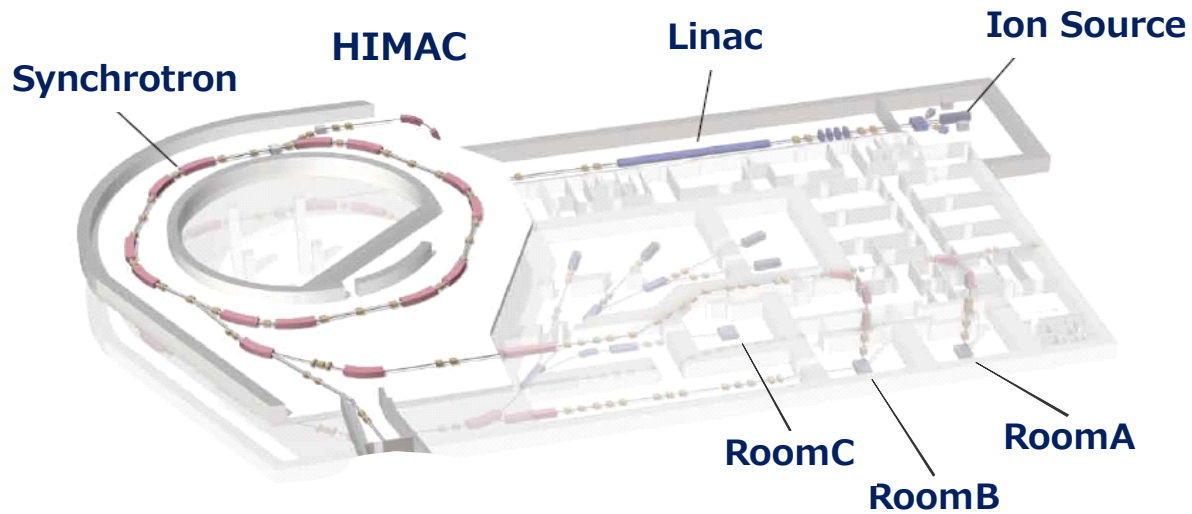 Ion Source
Linac
HIMAC
Synchrotron
RoomA
RoomC
RoomB